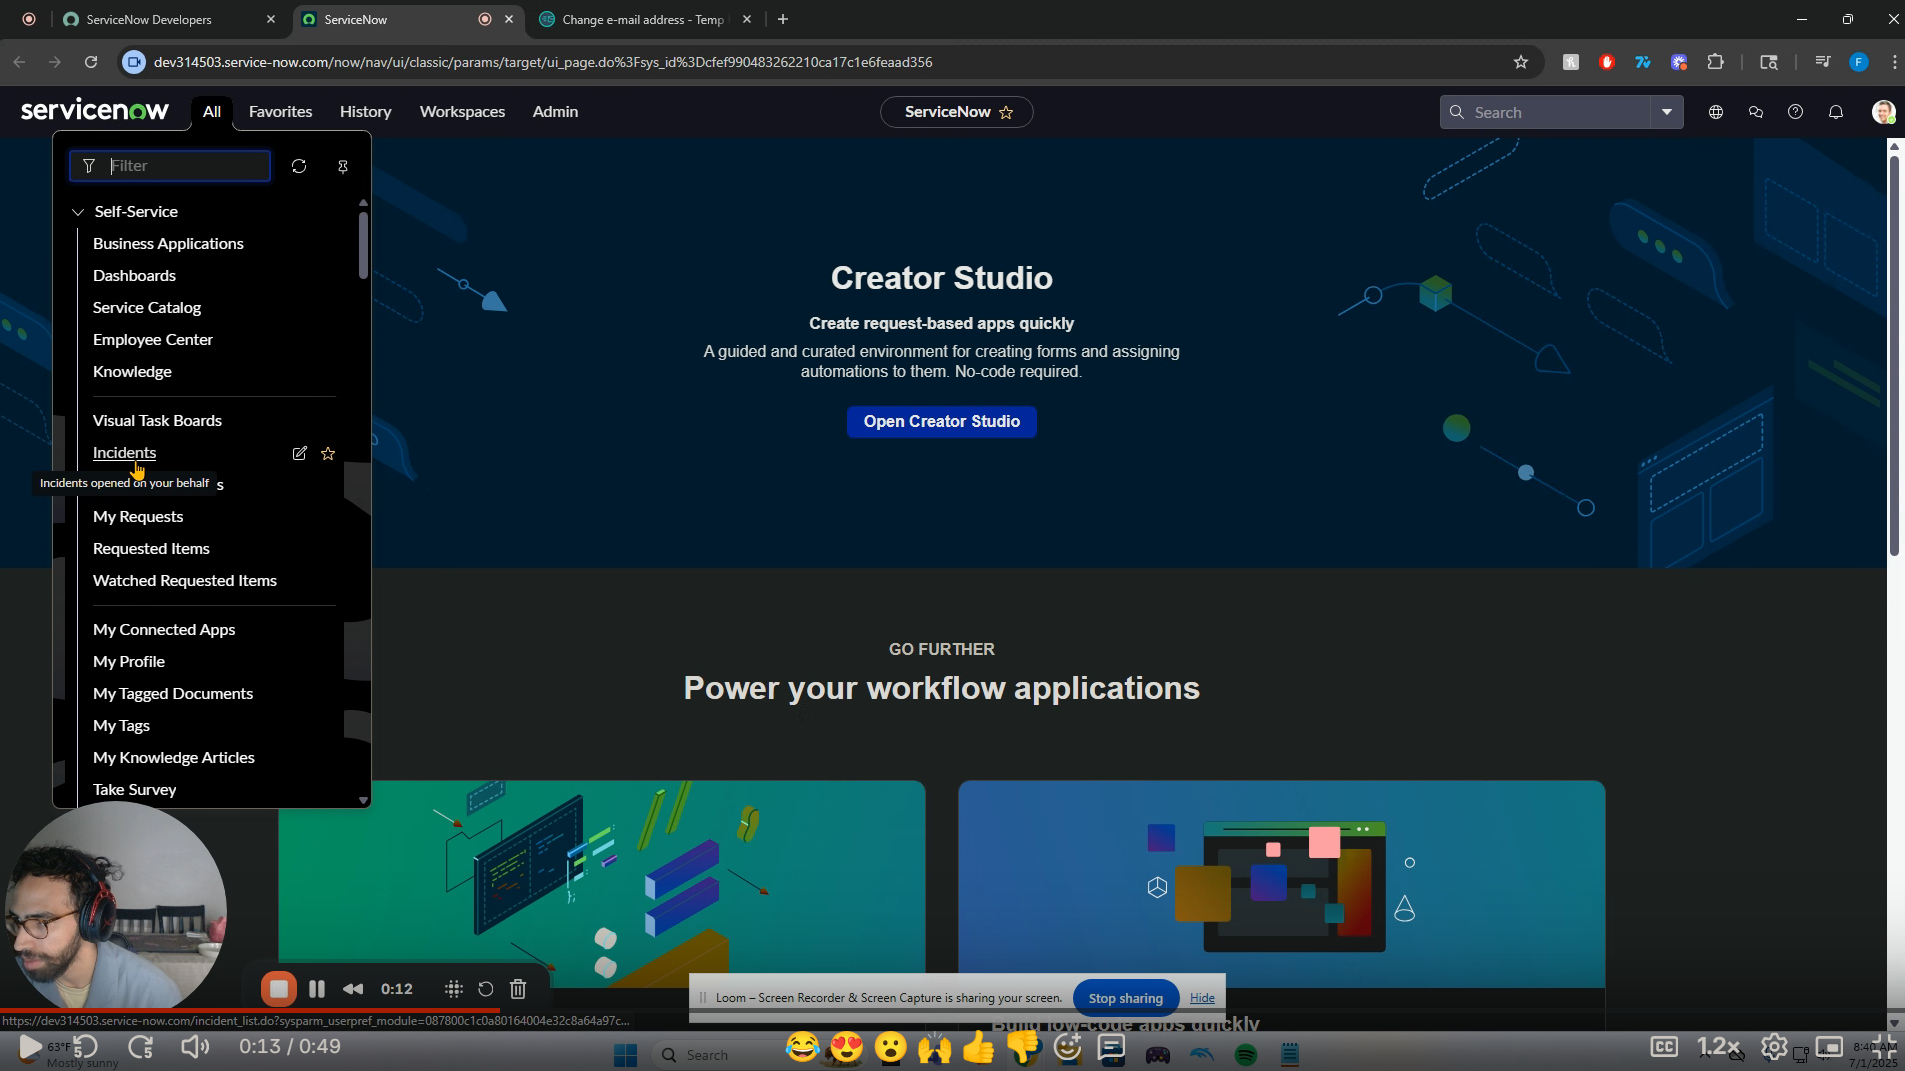 ServiceNow Developers
ServiceNow
Change e-mail address - Temp
dev314503.service-now.com/now/nav/ui/classic/params/target/ui_page.do%3Fsys_id%3Dcfef990483262210ca17c1e6feaad356
F
servicenow
All
Favorites
History
Workspaces
Admin
ServiceNow
Search
Filter
Self-Service
Business Applications
Dashboards
Service Catalog
Employee Center
Knowledge
Visual Task Boards
Incidents
Incidents opened on your behalf
s
My Requests
Requested Items
Watched Requested Items
My Connected Apps
My Profile
My Tagged Documents
My Tags
My Knowledge Articles
Take Survey
Creator Studio
Create request-based apps quickly
A guided and curated environment for creating forms and assigning
automations to them. No-code required.
Open Creator Studio
GO FURTHER
Power your workflow applications
0:12
Loom – Screen Recorder & Screen Capture is sharing your screen.
Stop sharing
Hide
Build low-code apps quickly
https://dev314503.service-now.com/incident_list.do?sysparm_userpref_module=087800c1c0a80164004e32c8a64a97c...
63°F
Mostly sunny
5
5
0:13 / 0:49
Search
CC
1.2×
8:40 AM
7/1/2025